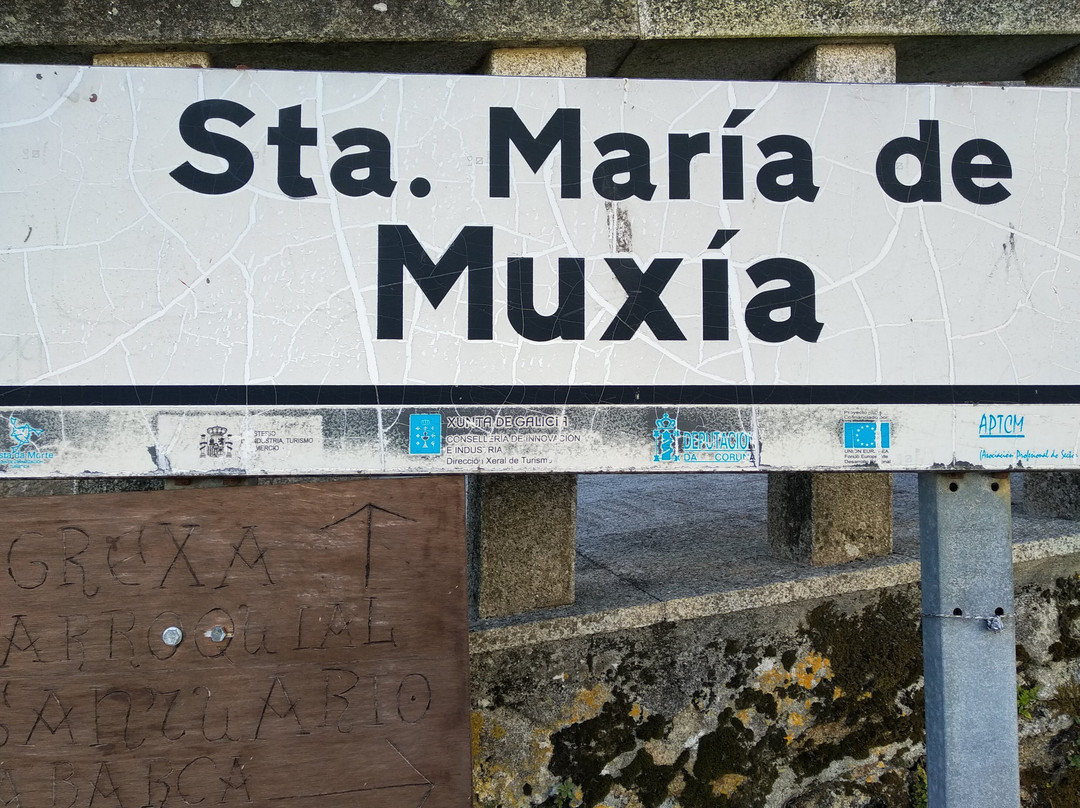 Sta. María de
Muxía
XUNTA DE GALICIA
CONSELLERÍA DE INNOVACIÓN
E INDUSTRIA
Dirección Xeral de Turismo
DEPUTACIÓN
DA CORUÑA
APTCM
GREXA
ARROQUIAL
SANTUARIO
A BARCA